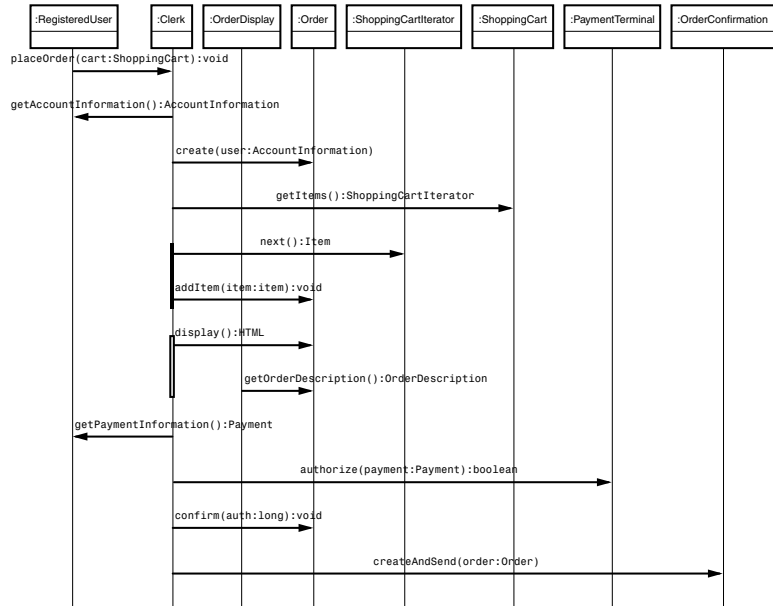 :RegisteredUser :Clerk :OrderDisplay :Order :ShoppingCartIterator :ShoppingCart :PaymentTerminal :OrderConfirmation
placeOrder(cart:ShoppingCart):void
getAccountInformation():AccountInformation
create(user:AccountInformation)
getItems():ShoppingCartIterator
next():Item
addItem(item:item):void
display():HTML
getOrderDescription():OrderDescription
getPaymentInformation():Payment
authorize(payment:Payment):boolean
confirm(auth:long):void
createAndSend(order:Order)